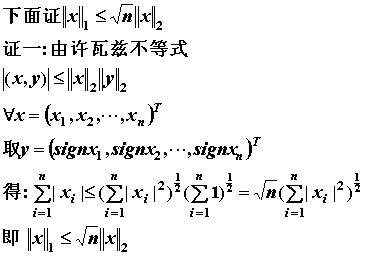 下面证‖x‖₁ ≤ √n‖x‖₂
证一:由许瓦兹不等式
|(x, y)| ≤ ‖x‖₂‖y‖₂
∀x = (x₁, x₂, ⋯, xₙ)ᵀ
取y = (signx₁, signx₂, ⋯, signxₙ)ᵀ
得: ∑ᵢ₌₁ⁿ | xᵢ | ≤ (∑ᵢ₌₁ⁿ | xᵢ |²)^½ (∑ᵢ₌₁ⁿ 1)^½ = √n(∑ᵢ₌₁ⁿ | xᵢ |²)^½
即 ‖x‖₁ ≤ √n‖x‖₂